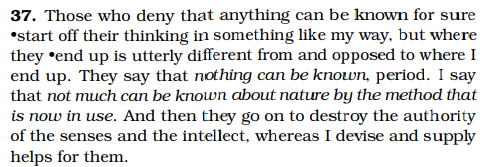 37. Those who deny that anything can be known for sure
•start off their thinking in something like my way, but where
they •end up is utterly different from and opposed to where I
end up. They say that nothing can be known, period. I say
that not much can be known about nature by the method that
is now in use. And then they go on to destroy the authority
of the senses and the intellect, whereas I devise and supply
helps for them.